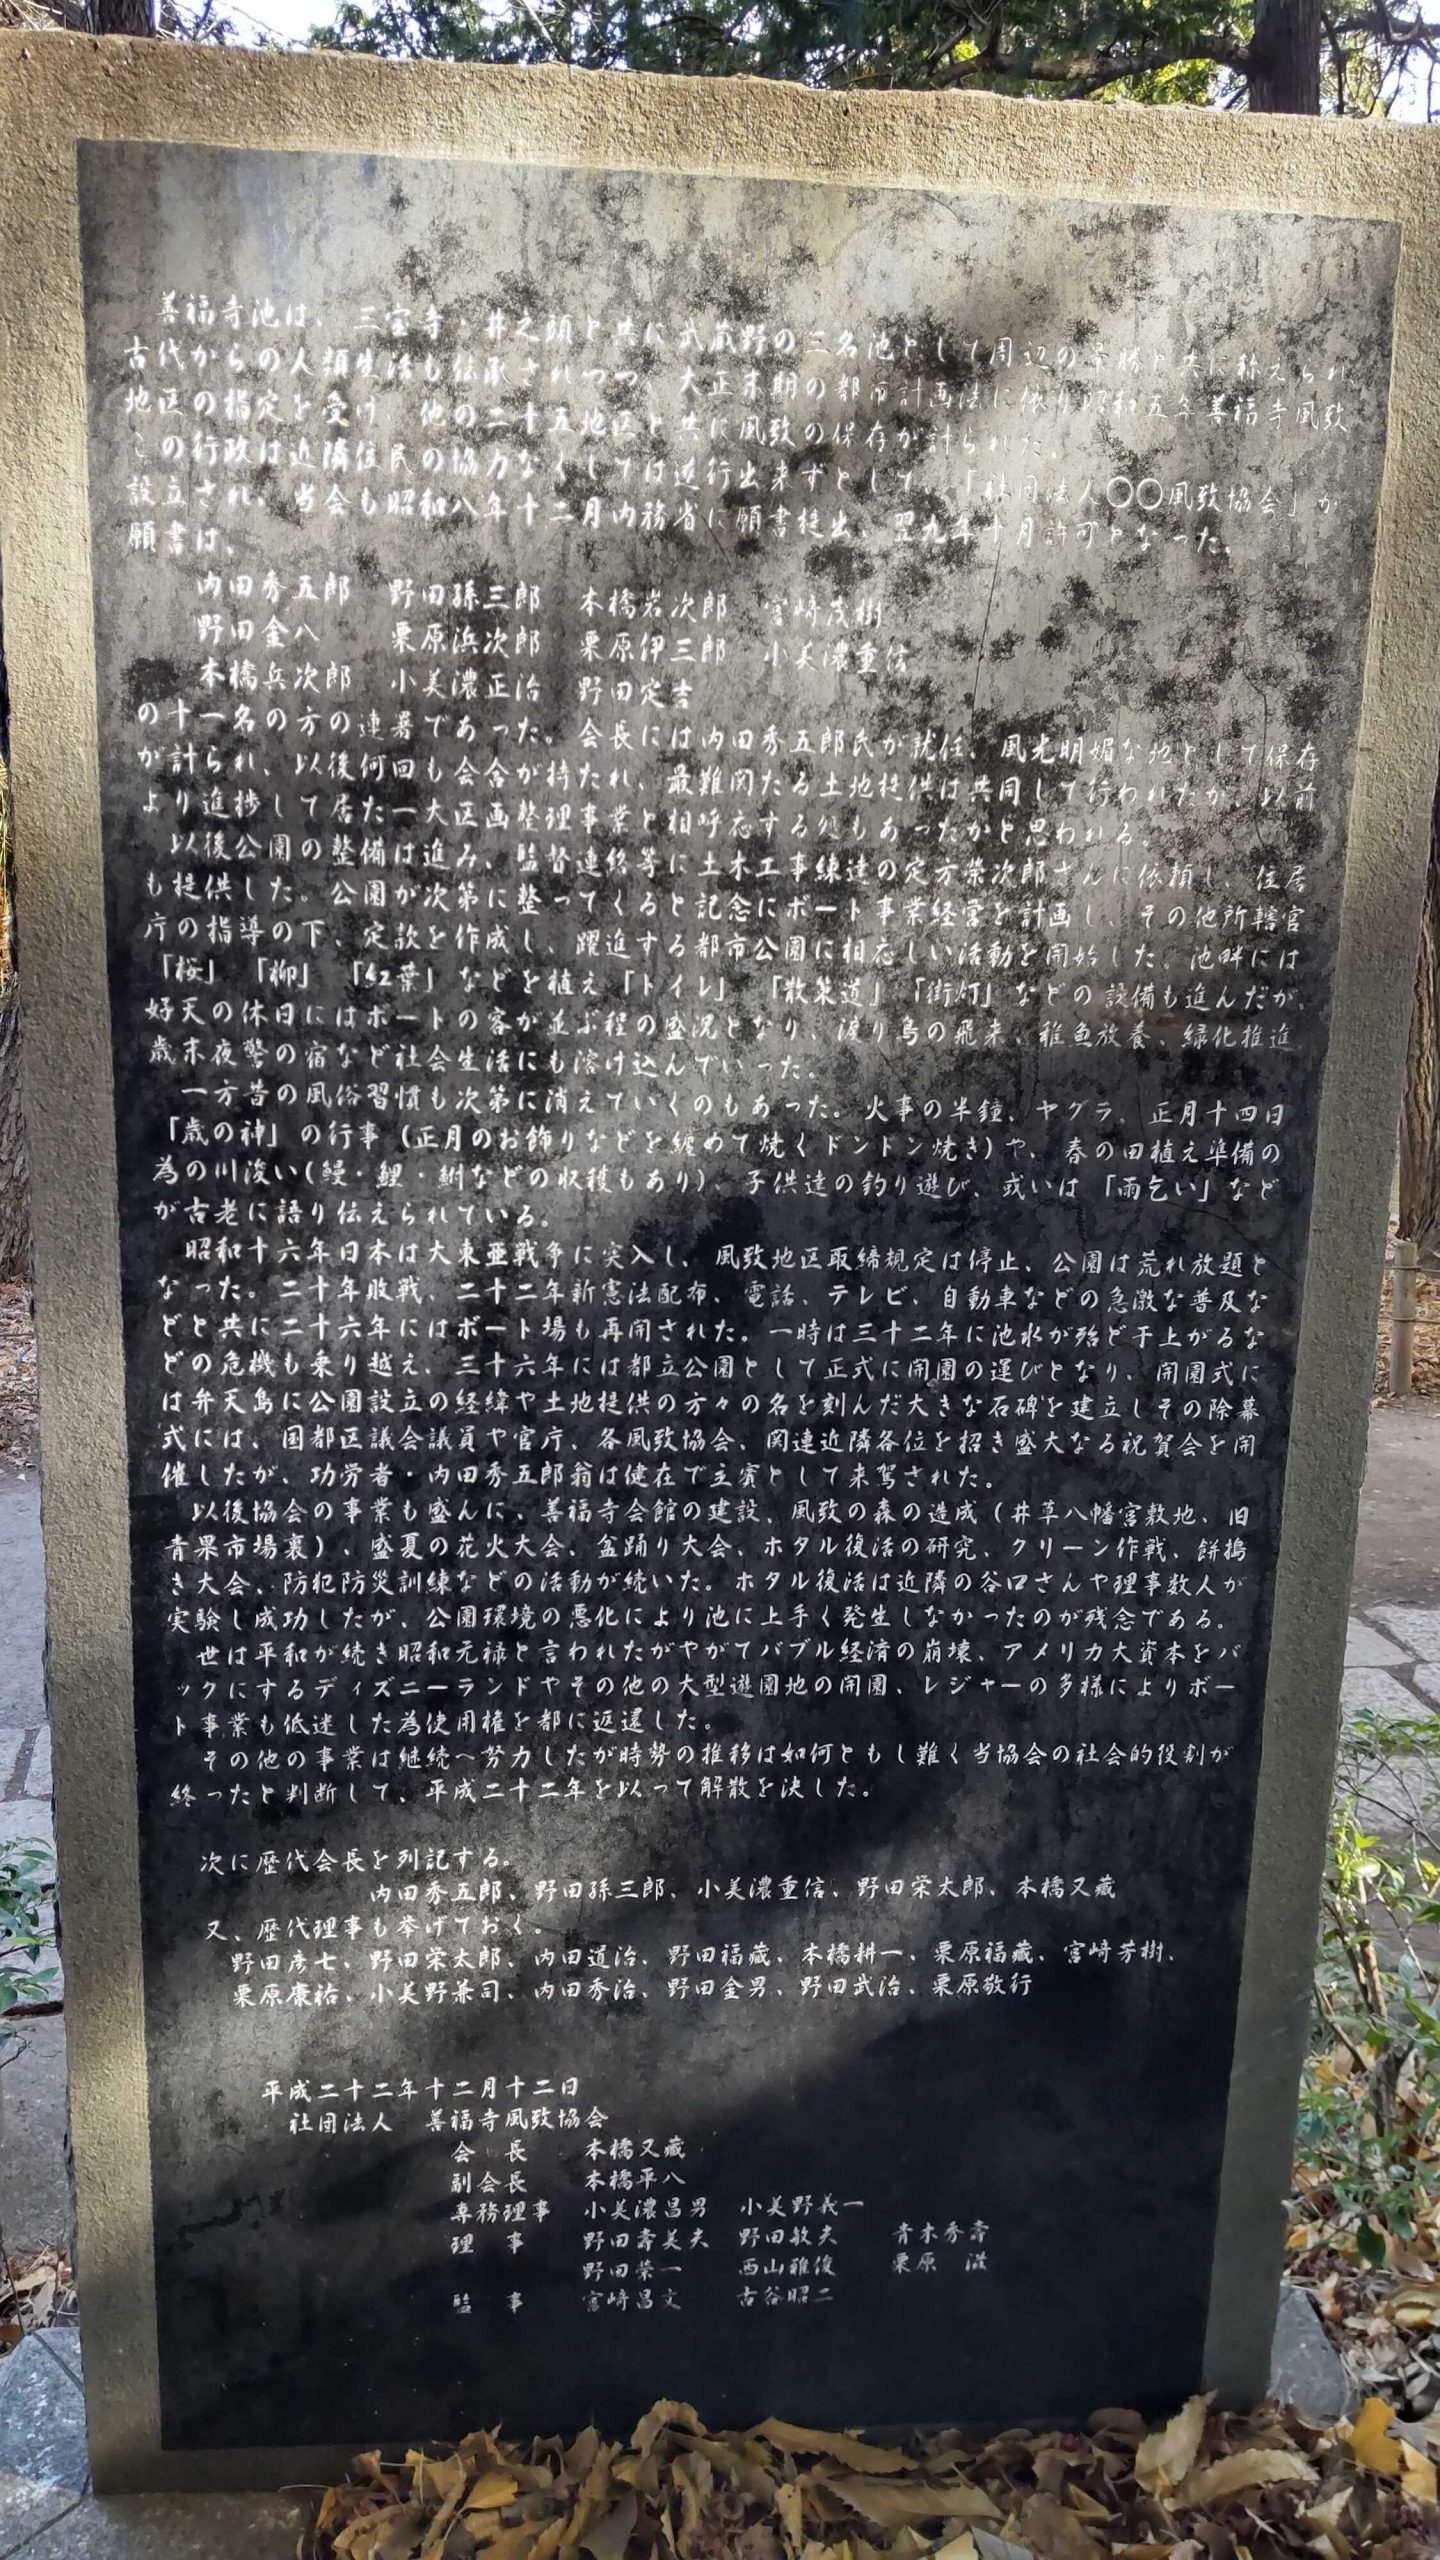 善福寺池は、三宝寺・井之頭と共に武蔵野の三名池として周辺の景勝と共に称えられ、
古代からの人類生活も伝承されつつ、大正末期の都市計画法に依り昭和五年善福寺風致
地区の指定を受け、他の二十五地区と共に風致の保存が計られた。
この行政は近隣住民の協力なくしては遂行出来ずとして、「社団法人〇〇風致協会」が
設立され、当会も昭和八年十二月内務省に願書提出、翌九年十月許可となった。
願書は、
内田秀五郎 野田孫三郎 本橋岩次郎 宮崎茂樹
野田金八 栗原浜次郎 栗原伊三郎 小美濃重信
本橋兵次郎 小美濃正治 野田定吉
の十一名の方の連署であった。会長には内田秀五郎氏が就任、風光明媚な地として保存
が計られ、以後何回も会合が持たれ、最難関たる土地提供は共同して行われたが、以前
より進捗して居た一大区画整理事業と相呼応する処もあったかと思われる。
以後公園の整備は進み、監督連絡等に土木工事練達の定方栄次郎さんに依頼し、住居
も提供した。公園が次第に整ってくると記念にボート事業経営を計画し、その他所轄官
庁の指導の下、定款を作成し、躍進する都市公園に相応しい活動を開始した。池畔には
「桜」「柳」「紅葉」などを植え「トイレ」「散策道」「街灯」などの設備も進んだが、
好天の休日にはボートの客が並ぶ程の盛況となり、渡り鳥の飛来、稚魚放養、緑化推進
歳末夜警の宿など社会生活にも溶け込んでいった。
一方昔の風俗習慣も次第に消えていくのもあった。火事の半鐘、ヤグラ、正月十四日
「歳の神」の行事(正月のお飾りなどを纏めて焼くドンドン焼き)や、春の田植え準備の
為の川浚い(鰻・鯉・鮒などの収穫もあり)、子供達の釣り遊び、或いは「雨乞い」など
が古老に語り伝えられている。
昭和十六年日本は大東亜戦争に突入し、風致地区取締規定は停止、公園は荒れ放題と
なった。二十年敗戦、二十二年新憲法配布、電話、テレビ、自動車などの急激な普及な
どと共に二十六年にはボート場も再開された。一時は三十二年に池水が殆ど干上がるな
どの危機も乗り越え、三十六年には都立公園として正式に開園の運びとなり、開園式に
は弁天島に公園設立の経緯や土地提供の方々の名を刻んだ大きな石碑を建立しその除幕
式には、国都区議会議員や官庁、各風致協会、関連近隣各位を招き盛大なる祝賀会を開
催したが、功労者・内田秀五郎翁は健在で主賓として来駕された。
以後協会の事業も盛んに、善福寺会館の建設、風致の森の造成(井草八幡宮敷地、旧
青果市場裏)、盛夏の花火大会、盆踊り大会、ホタル復活の研究、クリーン作戦、餅搗
き大会、防犯防災訓練などの活動が続いた。ホタル復活は近隣の谷口さんや理事数人が
実験し成功したが、公園環境の悪化により池に上手く発生しなかったのが残念である。
世は平和が続き昭和元禄と言われたがやがてバブル経済の崩壊、アメリカ大資本をバ
ックにするディズニーランドやその他の大型遊園地の開園、レジャーの多様によりボー
ト事業も低迷した為使用権を都に返還した。
その他の事業は継続へ努力したが時勢の推移は如何ともし難く当協会の社会的役割が
終ったと判断して、平成二十二年を以って解散を決した。
次に歴代会長を列記する。
内田秀五郎、野田孫三郎、小美濃重信、野田栄太郎、本橋又蔵
又、歴代理事も挙げておく。
野田彦七、野田栄太郎、内田道治、野田福蔵、本橋耕一、栗原福蔵、宮﨑芳樹、
栗原康祐、小美野兼司、内田秀治、野田金男、野田武治、栗原敬行
平成二十二年十二月十二日
社団法人 善福寺風致協会
会 長 本橋又蔵
副会長 本橋平八
専務理事 小美濃昌男 小美野義一
理 事 野田壽美夫 野田敏夫 青木秀壽
野田榮一 西山雅俊 栗原 滋
監 事 宮﨑昌文 古谷昭二